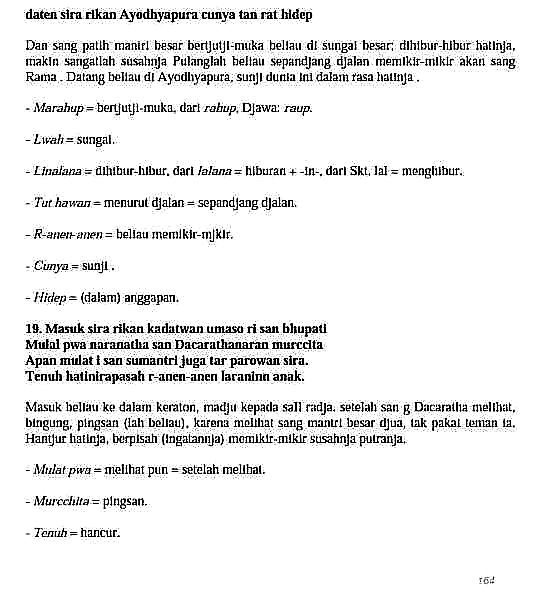 daten sira rikan Ayodhyapura cunya tan rat hidep
Dan sang patih maniri besar bertjutji-muka beliau di sungai besar; dihibur-hibur hatinja,
makin sangatlah susahnja Pulanglah beliau sepandjang djalan memikir-mikir akan sang
Rama . Datang beliau di Ayodhyapura, sunji dunia ini dalam rasa hatinja .
- Marahup = bertjutji-muka, dari rahup, Djawa: raup.
- Lwah = sungai.
- Linalana = dihibur-hibur, dari lalana = hiburan + -in-, dari Skt, lal = menghibur.
- Tut hawan = menurut djalan = sepandjang djalan.
- R-anen-anen = beliau memikir-mjkir.
- Cunya = sunji .
- Hidep = (dalam) anggapan.
19. Masuk sira rikan kadatwan umaso ri san bhupati
Mulai pwa naranatha san Dacarathanaran murccita
Apan mulat i san sumantri juga tar parowan sira.
Tenuh hatinirapasah r-anen-anen laraninn anak.
Masuk beliau ke dalam keraton, madju kepada sail radja. setelah san g Dacaratha melihat,
bingung, pingsan (lah beliau), karena melihat sang mantri besar djua, tak pakai teman ia.
Hantjur hatinja, berpisah (ingatannja) memikir-mikir susahnja putranja.
- Mulat pwa = melihat pun = setelah melihat.
- Murcchita = pingsan.
- Tenuh = hancur.
164